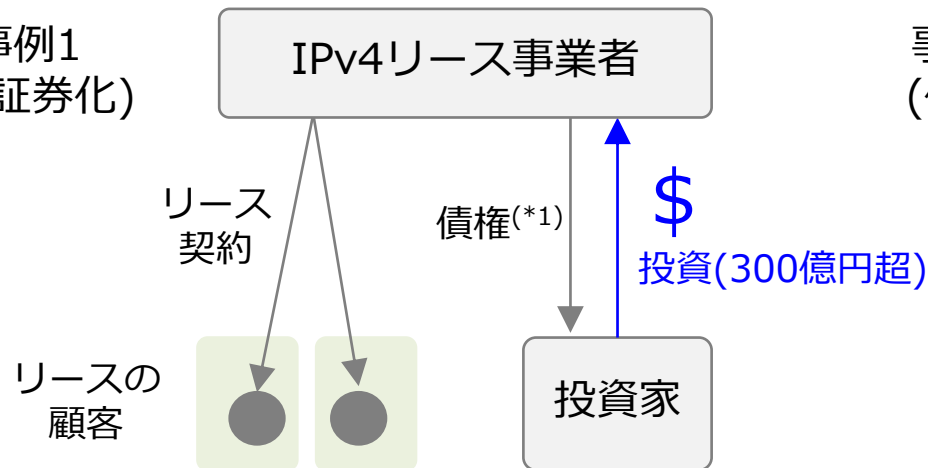 事例1
証券化)
IPv4リース事業者
事
(
リース
契約
債権(*1)
$
投資(300億円超)
リースの
顧客
投資家